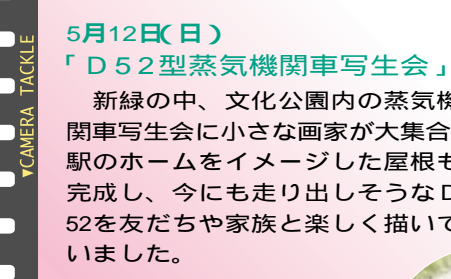 ▼CAMERA TACKLE
5月12日(日)
「D52型蒸気機関車写生会」
　新緑の中、文化公園内の蒸気機
関車写生会に小さな画家が大集合
駅のホームをイメージした屋根も
完成し、今にも走り出しそうなD
52を友だちや家族と楽しく描いて
いました。